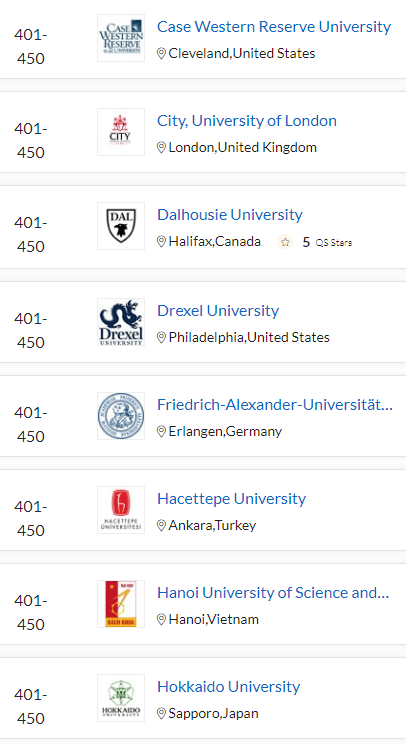 401-
450
CASE
WESTERN
RESERVE
UNIVERSITY
Case Western Reserve University
Cleveland,United States
401-
450
CITY
City, University of London
London,United Kingdom
401-
450
DAL
Dalhousie University
Halifax,Canada 5 QS Stars
401-
450
Drexel
UNIVERSITY
Drexel University
Philadelphia,United States
401-
450
Friedrich-Alexander-Universität...
Erlangen,Germany
401-
450
HACETTEPE
ÜNİVERSİTESİ
Hacettepe University
Ankara,Turkey
401-
450
BÁCH KHOA
Hanoi University of Science and...
Hanoi,Vietnam
401-
450
HOKKAIDO
UNIVERSITY
Hokkaido University
Sapporo,Japan